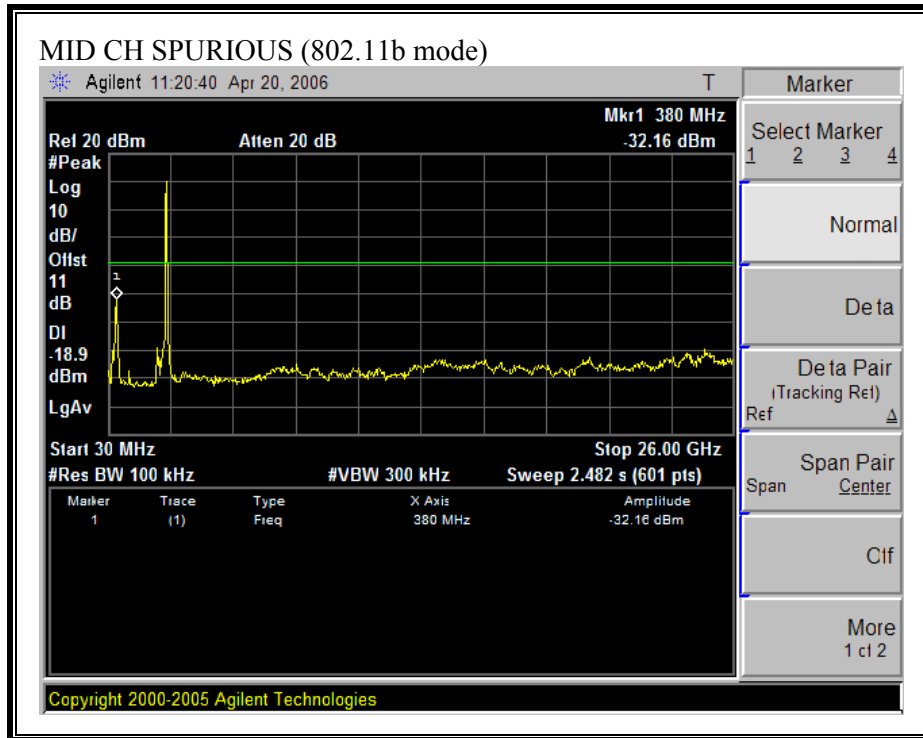 MID CH SPURIOUS (802.11b mode)
Agilent 11:20:40 Apr 20, 2006 T
Mkr1 380 MHz
Ref 20 dBm Atten 20 dB -32.16 dBm
#Peak
Log
10
dB/
Offst
11
dB
DI
-18.9
dBm
LgAv
1
Start 30 MHz Stop 26.00 GHz
#Res BW 100 kHz #VBW 300 kHz Sweep 2.482 s (601 pts)
Marker Trace Type X Axis Amplitude
1 (1) Freq 380 MHz -32.16 dBm
Marker
Select Marker
1 2 3 4
Normal
De ta
De ta Pair
(Tracking Ref)
Ref Δ
Span Pair
Span Center
Off
More
1 of 2
Copyright 2000-2005 Agilent Technologies